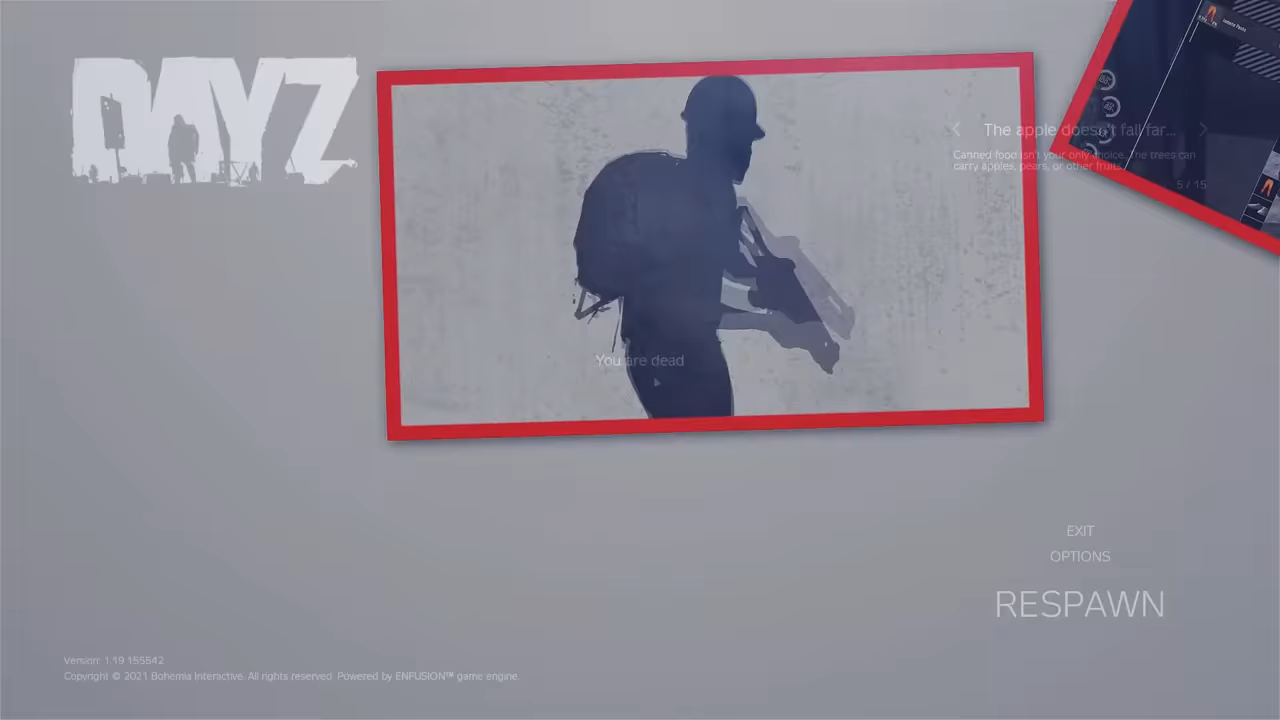 DAYZ
The apple doesn't fall far...
Canned food isn't your only choice. The trees can
carry apples, pears, or other fruits.
5 / 15
You are dead
EXIT
OPTIONS
RESPAWN
Version: 1.19 155542
Copyright © 2021 Bohemia Interactive. All rights reserved. Powered by ENFUSION™ game engine.